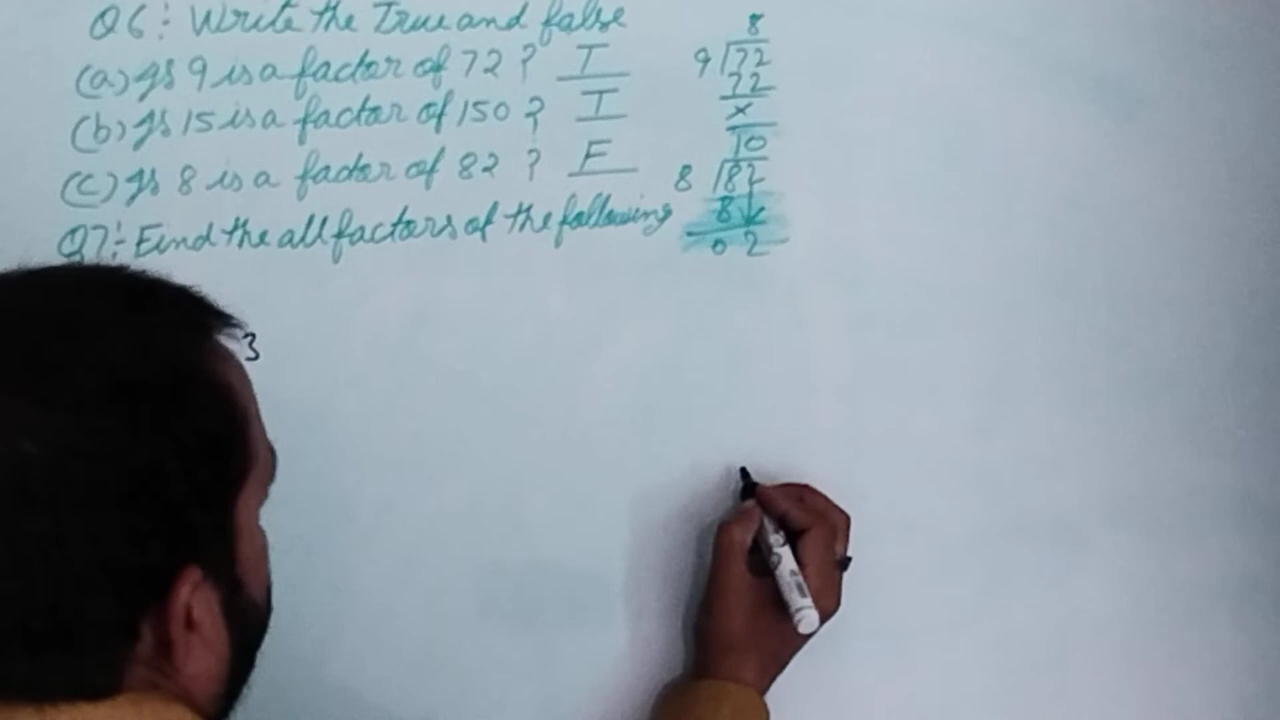 Q6:- Write the True and false
(a) Is 9 is a factor of 72 ? T
(b) Is 15 is a factor of 150 ? T
(c) Is 8 is a factor of 82 ? F
Q7:- Find the all factors of the following
3
8
9 72
72
x
10
8 82
8
0 2